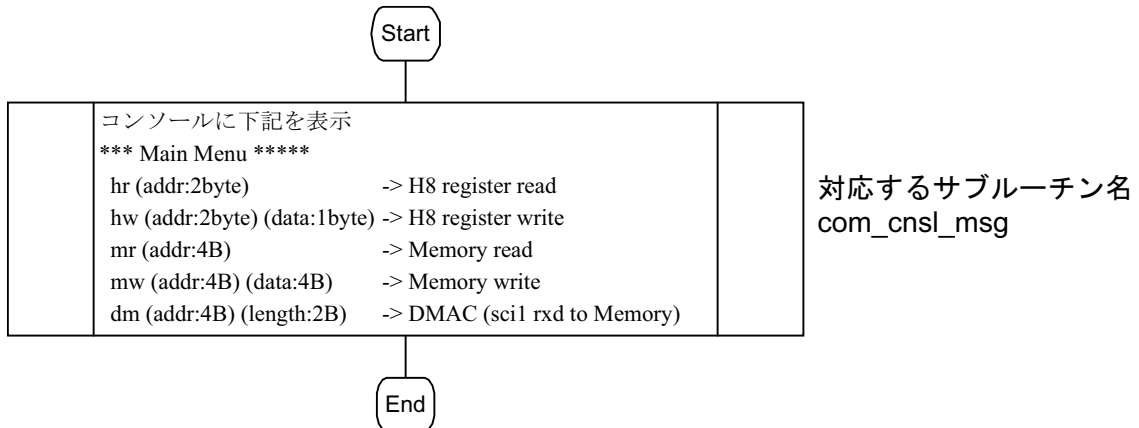 Start
コンソールに下記を表示
*** Main Menu *****
hr (addr:2byte) -> H8 register read
hw (addr:2byte) (data:1byte) -> H8 register write
mr (addr:4B) -> Memory read
mw (addr:4B) (data:4B) -> Memory write
dm (addr:4B) (length:2B) -> DMAC (sci1 rxd to Memory)
対応するサブルーチン名
com_cnsl_msg
End